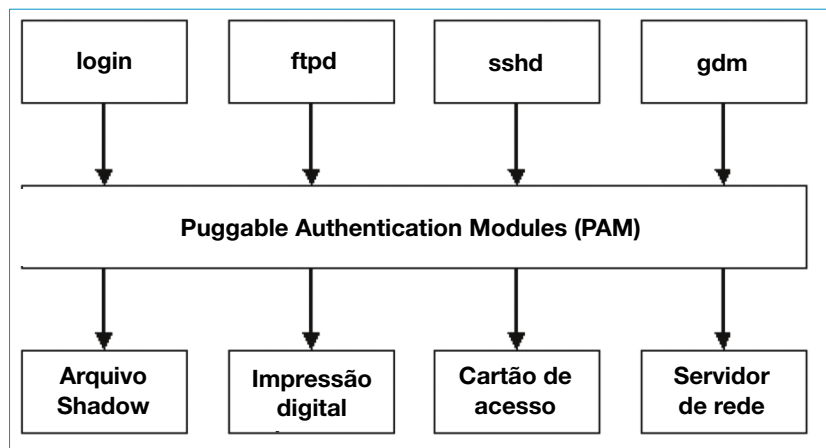 login
ftpd
sshd
gdm
Puggable Authentication Modules (PAM)
Arquivo
Shadow
Impressão
digital
Cartão de
acesso
Servidor
de rede